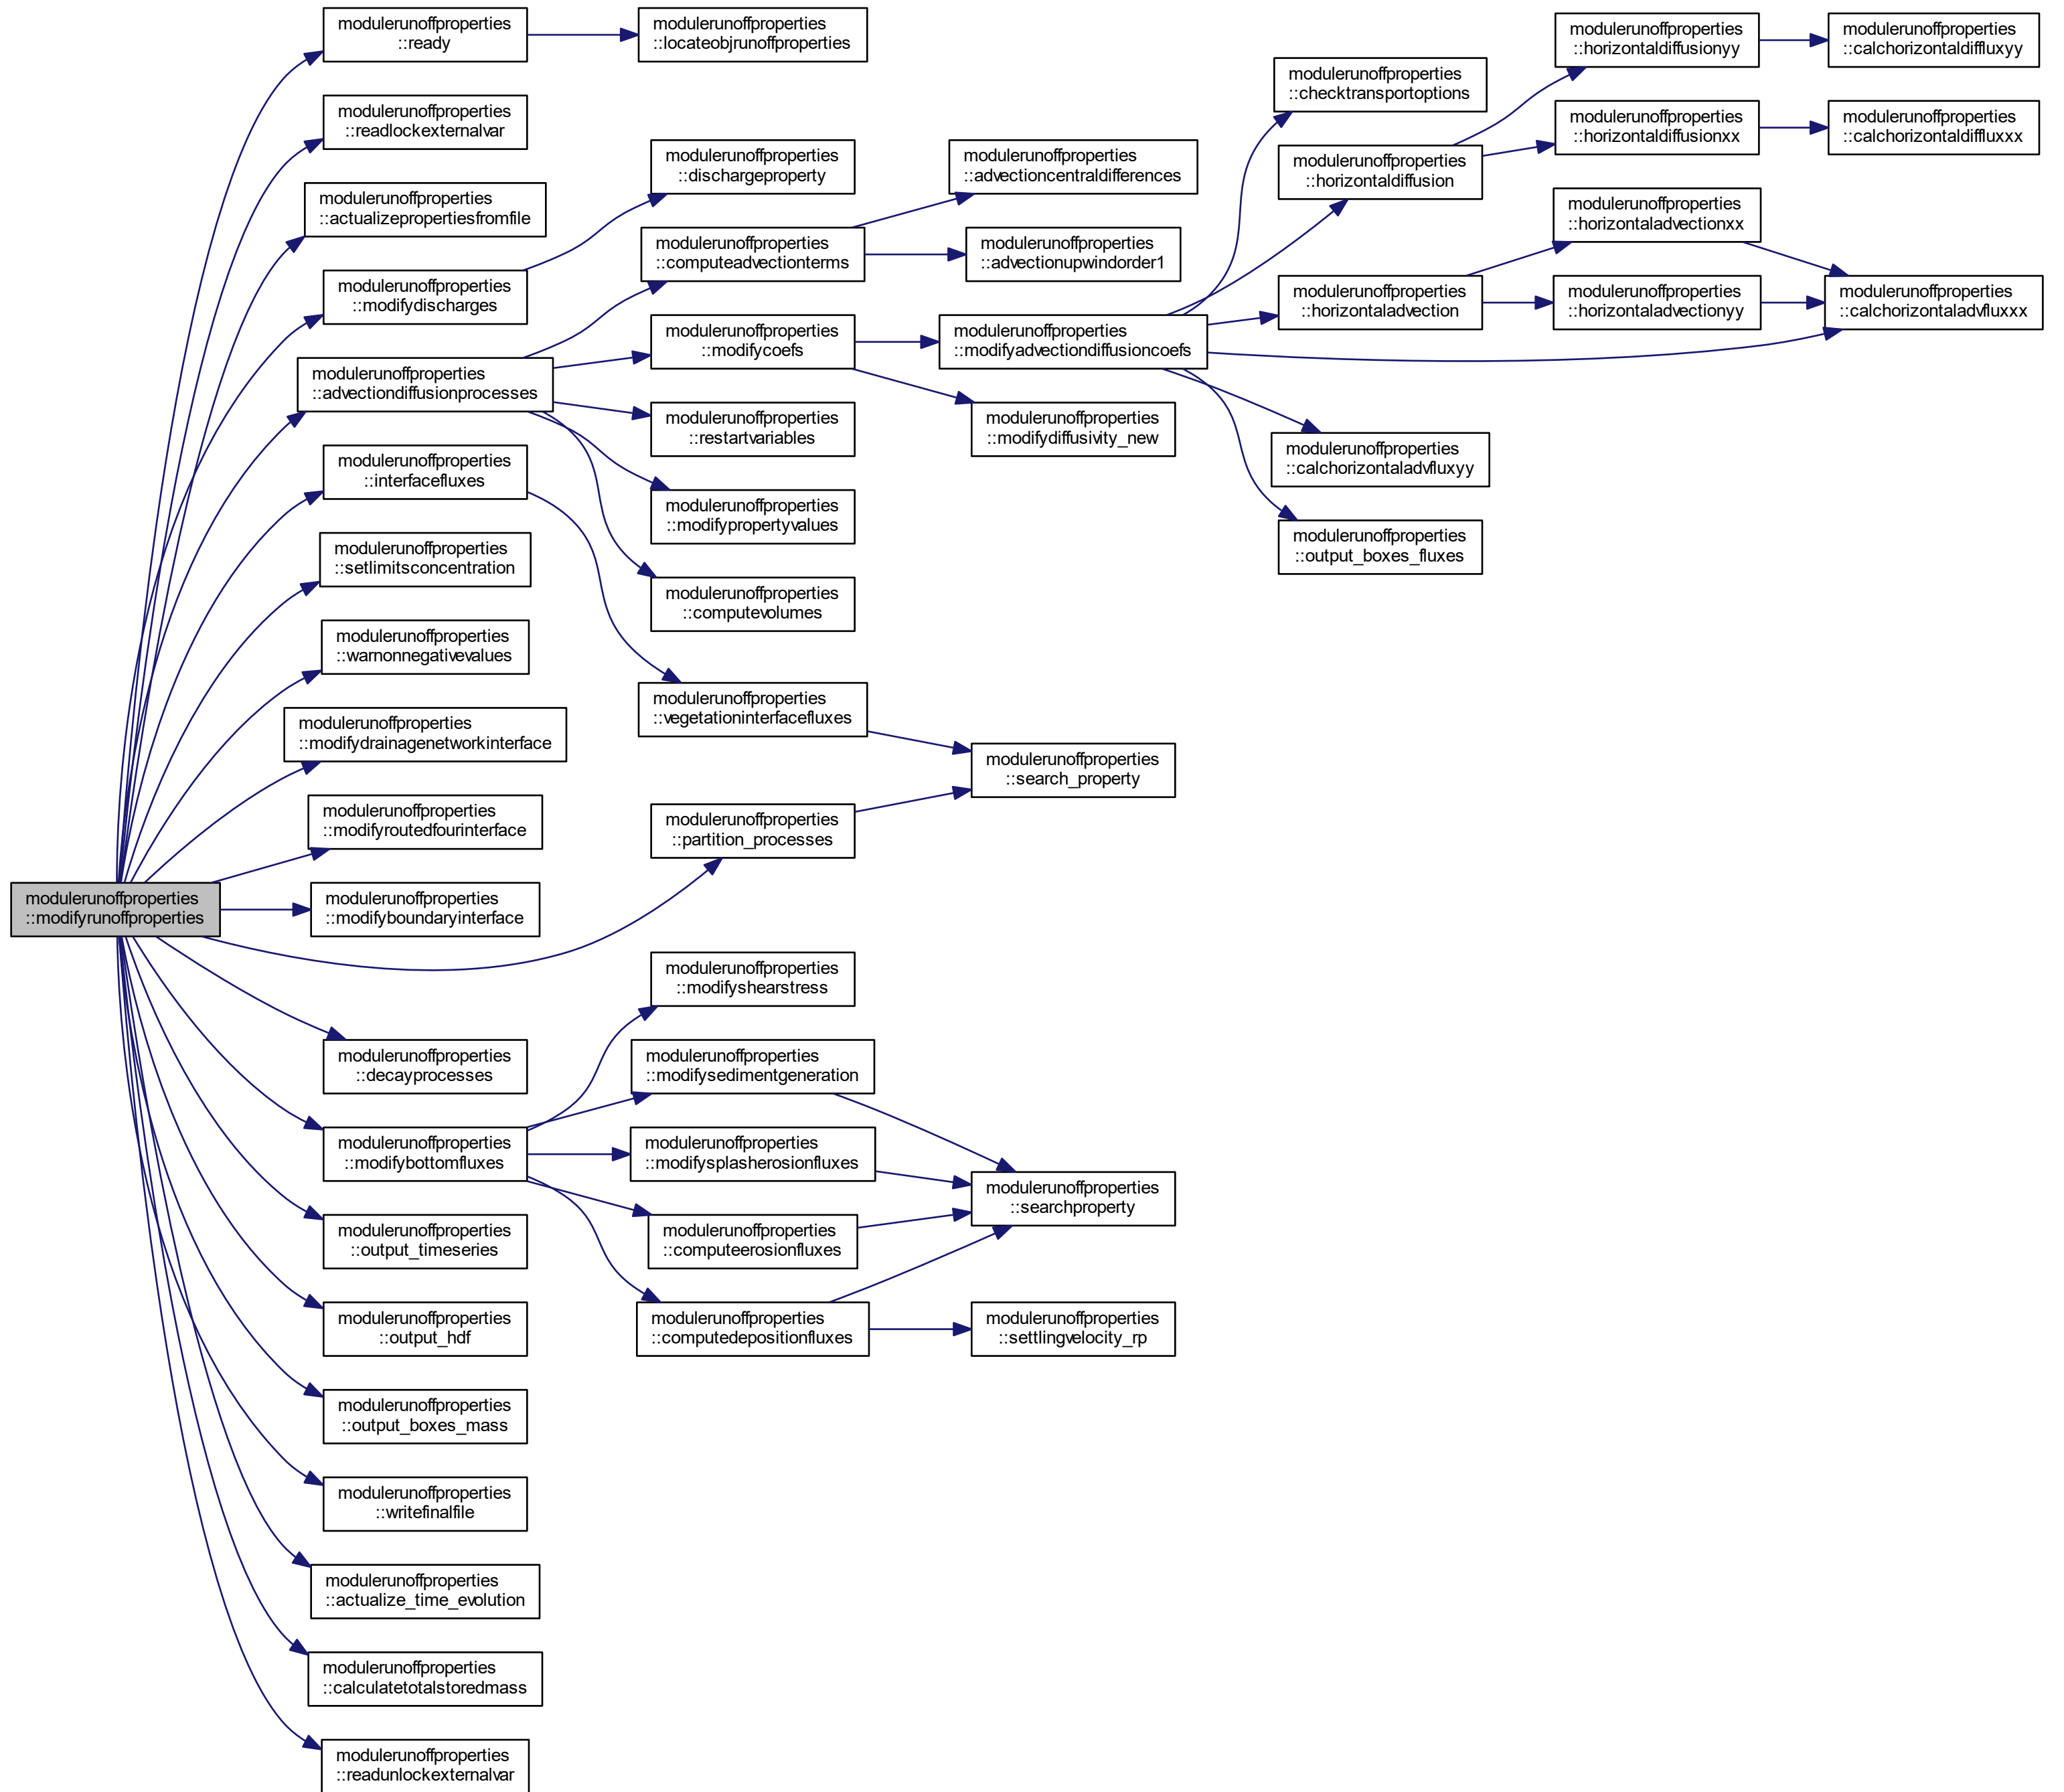 modulerunoffproperties
::modifyrunoffproperties
modulerunoffproperties
::ready
modulerunoffproperties
::readlockexternalvar
modulerunoffproperties
::actualizepropertiesfromfile
modulerunoffproperties
::modifydischarges
modulerunoffproperties
::advectiondiffusionprocesses
modulerunoffproperties
::interfacefluxes
modulerunoffproperties
::setlimitsconcentration
modulerunoffproperties
::warnonnegativevalues
modulerunoffproperties
::modifydrainagenetworkinterface
modulerunoffproperties
::modifyroutedfourinterface
modulerunoffproperties
::modifyboundaryinterface
modulerunoffproperties
::decayprocesses
modulerunoffproperties
::modifybottomfluxes
modulerunoffproperties
::output_timeseries
modulerunoffproperties
::output_hdf
modulerunoffproperties
::output_boxes_mass
modulerunoffproperties
::writefinalfile
modulerunoffproperties
::actualize_time_evolution
modulerunoffproperties
::calculatetotalstoredmass
modulerunoffproperties
::readunlockexternalvar
modulerunoffproperties
::locateobjrunoffproperties
modulerunoffproperties
::dischargeproperty
modulerunoffproperties
::computeadvectionterms
modulerunoffproperties
::modifycoefs
modulerunoffproperties
::restartvariables
modulerunoffproperties
::modifypropertyvalues
modulerunoffproperties
::computevolumes
modulerunoffproperties
::vegetationinterfacefluxes
modulerunoffproperties
::partition_processes
modulerunoffproperties
::modifyshearstress
modulerunoffproperties
::modifysedimentgeneration
modulerunoffproperties
::modifysplasherosionfluxes
modulerunoffproperties
::computeerosionfluxes
modulerunoffproperties
::computedepositionfluxes
modulerunoffproperties
::advectioncentraldifferences
modulerunoffproperties
::advectionupwindorder1
modulerunoffproperties
::modifyadvectiondiffusioncoefs
modulerunoffproperties
::modifydiffusivity_new
modulerunoffproperties
::search_property
modulerunoffproperties
::searchproperty
modulerunoffproperties
::settlingvelocity_rp
modulerunoffproperties
::checktransportoptions
modulerunoffproperties
::horizontaldiffusion
modulerunoffproperties
::horizontaladvection
modulerunoffproperties
::calchorizontaladvfluxyy
modulerunoffproperties
::output_boxes_fluxes
modulerunoffproperties
::horizontaldiffusionyy
modulerunoffproperties
::horizontaldiffusionxx
modulerunoffproperties
::horizontaladvectionxx
modulerunoffproperties
::horizontaladvectionyy
modulerunoffproperties
::calchorizontaldiffluxyy
modulerunoffproperties
::calchorizontaldiffluxxx
modulerunoffproperties
::calchorizontaladvfluxxx